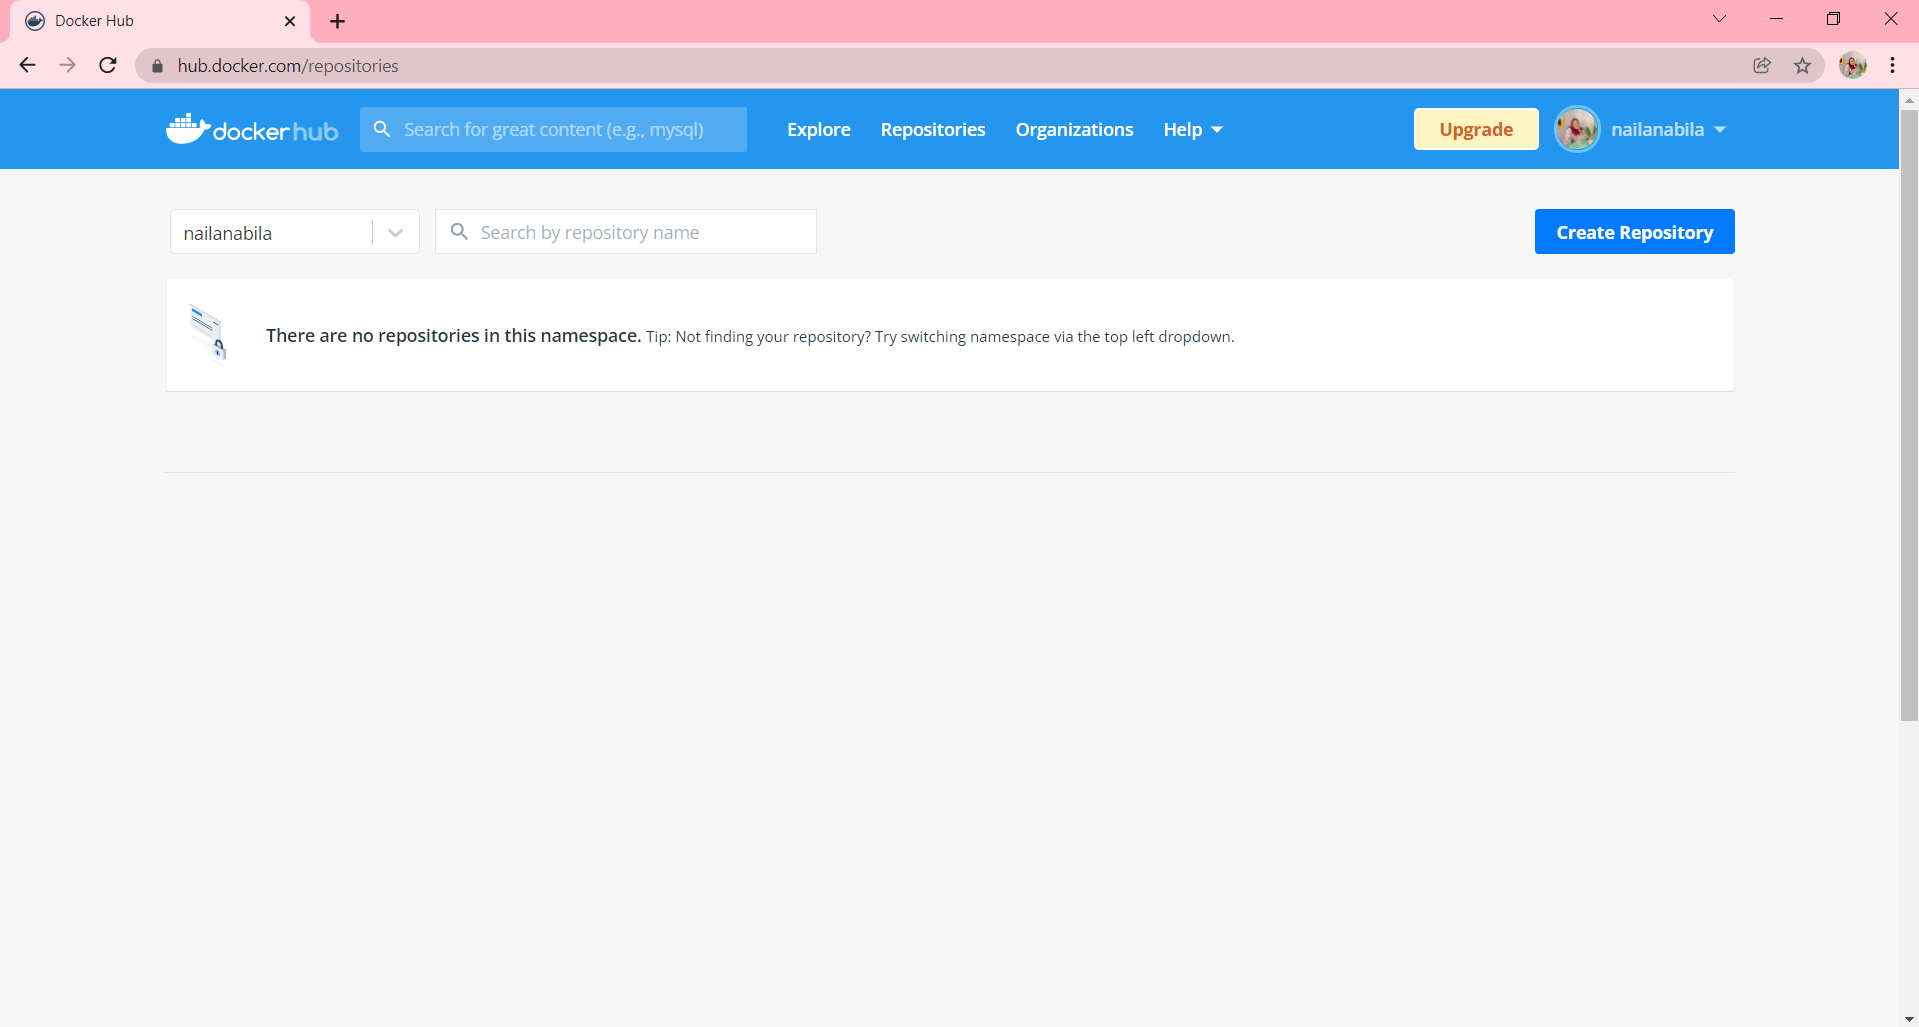 Docker Hub
hub.docker.com/repositories
docker hub
Search for great content (e.g., mysql)
Explore
Repositories
Organizations
Help
Upgrade
nailanabila
nailanabila
Search by repository name
Create Repository
There are no repositories in this namespace. Tip: Not finding your repository? Try switching namespace via the top left dropdown.